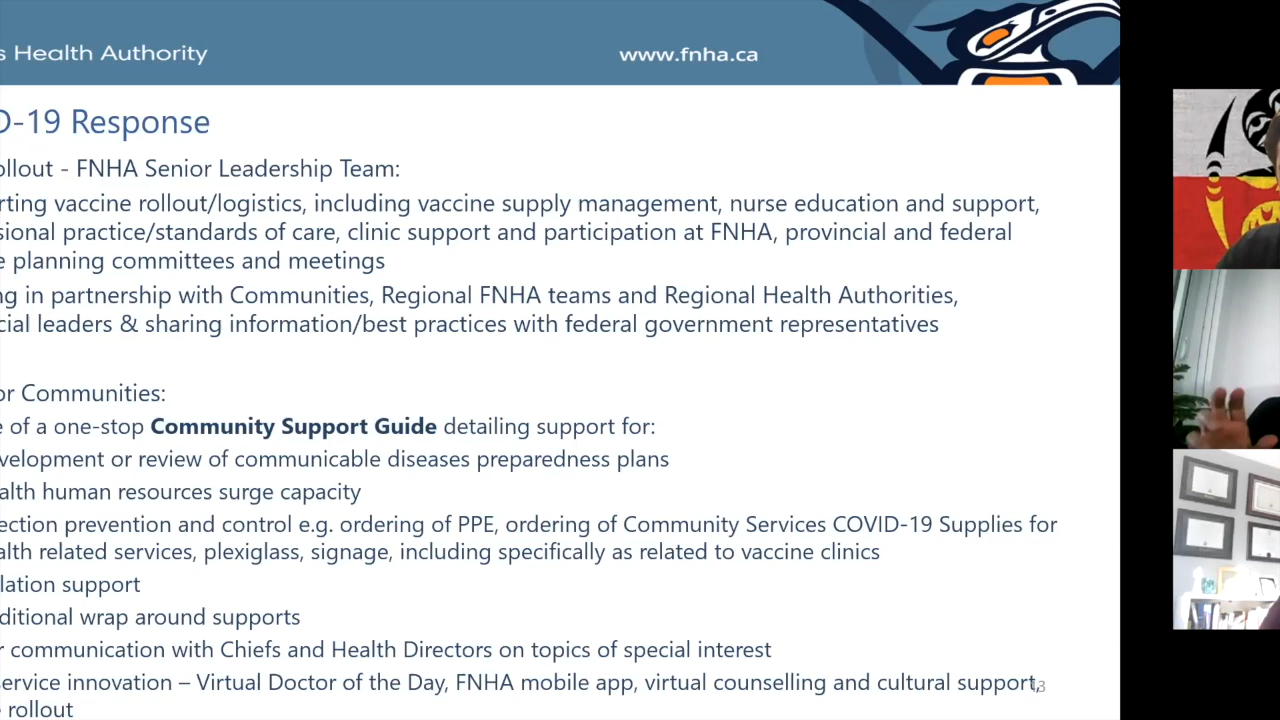 s Health Authority
www.fnha.ca
D-19 Response
ollout - FNHA Senior Leadership Team:
rting vaccine rollout/logistics, including vaccine supply management, nurse education and support,
sional practice/standards of care, clinic support and participation at FNHA, provincial and federal
e planning committees and meetings
ng in partnership with Communities, Regional FNHA teams and Regional Health Authorities,
cial leaders & sharing information/best practices with federal government representatives
or Communities:
e of a one-stop Community Support Guide detailing support for:
velopment or review of communicable diseases preparedness plans
alth human resources surge capacity
ection prevention and control e.g. ordering of PPE, ordering of Community Services COVID-19 Supplies for
alth related services, plexiglass, signage, including specifically as related to vaccine clinics
lation support
ditional wrap around supports
r communication with Chiefs and Health Directors on topics of special interest
service innovation – Virtual Doctor of the Day, FNHA mobile app, virtual counselling and cultural support,
13
e rollout